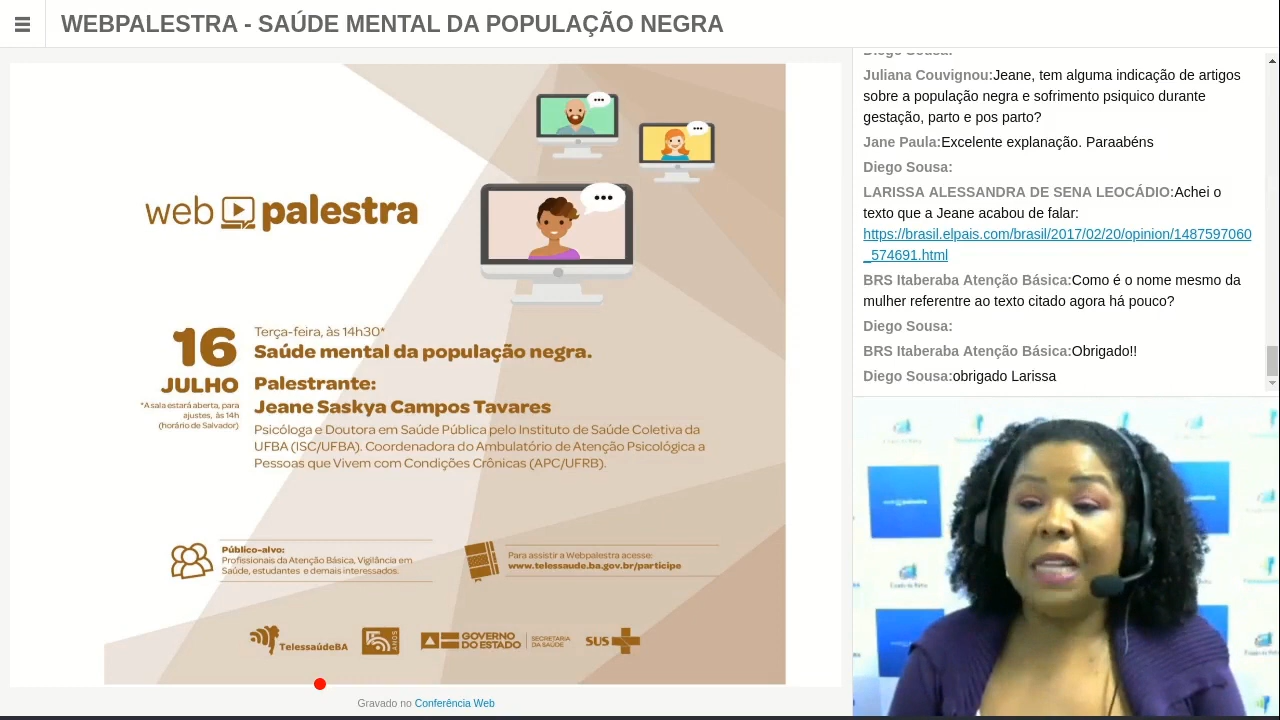 WEBPALESTRA - SAÚDE MENTAL DA POPULAÇÃO NEGRA
web palestra
16
JULHO
*A sala estará aberta, para
ajustes, às 14h
(horário de Salvador)
Terça-feira, às 14h30*
Saúde mental da população negra.
Palestrante:
Jeane Saskya Campos Tavares
Psicóloga e Doutora em Saúde Pública pelo Instituto de Saúde Coletiva da
UFBA (ISC/UFBA). Coordenadora do Ambulatório de Atenção Psicológica a
Pessoas que Vivem com Condições Crônicas (APC/UFRB).
Público-alvo:
Profissionais da Atenção Básica, Vigilância em
Saúde, estudantes e demais interessados.
Para assistir a Webpalestra acesse:
www.telessaude.ba.gov.br/participe
TelessaúdeBA
ANOS
GOVERNO
DO ESTADO
SECRETARIA
DA SAÚDE
SUS
Gravado no Conferência Web
Diego Sousa:
Juliana Couvignou:Jeane, tem alguma indicação de artigos
sobre a população negra e sofrimento psiquico durante
gestação, parto e pos parto?
Jane Paula:Excelente explanação. Paraabéns
Diego Sousa:
LARISSA ALESSANDRA DE SENA LEOCÁDIO:Achei o
texto que a Jeane acabou de falar:
https://brasil.elpais.com/brasil/2017/02/20/opinion/1487597060
_574691.html
BRS Itaberaba Atenção Básica:Como é o nome mesmo da
mulher referentre ao texto citado agora há pouco?
Diego Sousa:
BRS Itaberaba Atenção Básica:Obrigado!!
Diego Sousa:obrigado Larissa